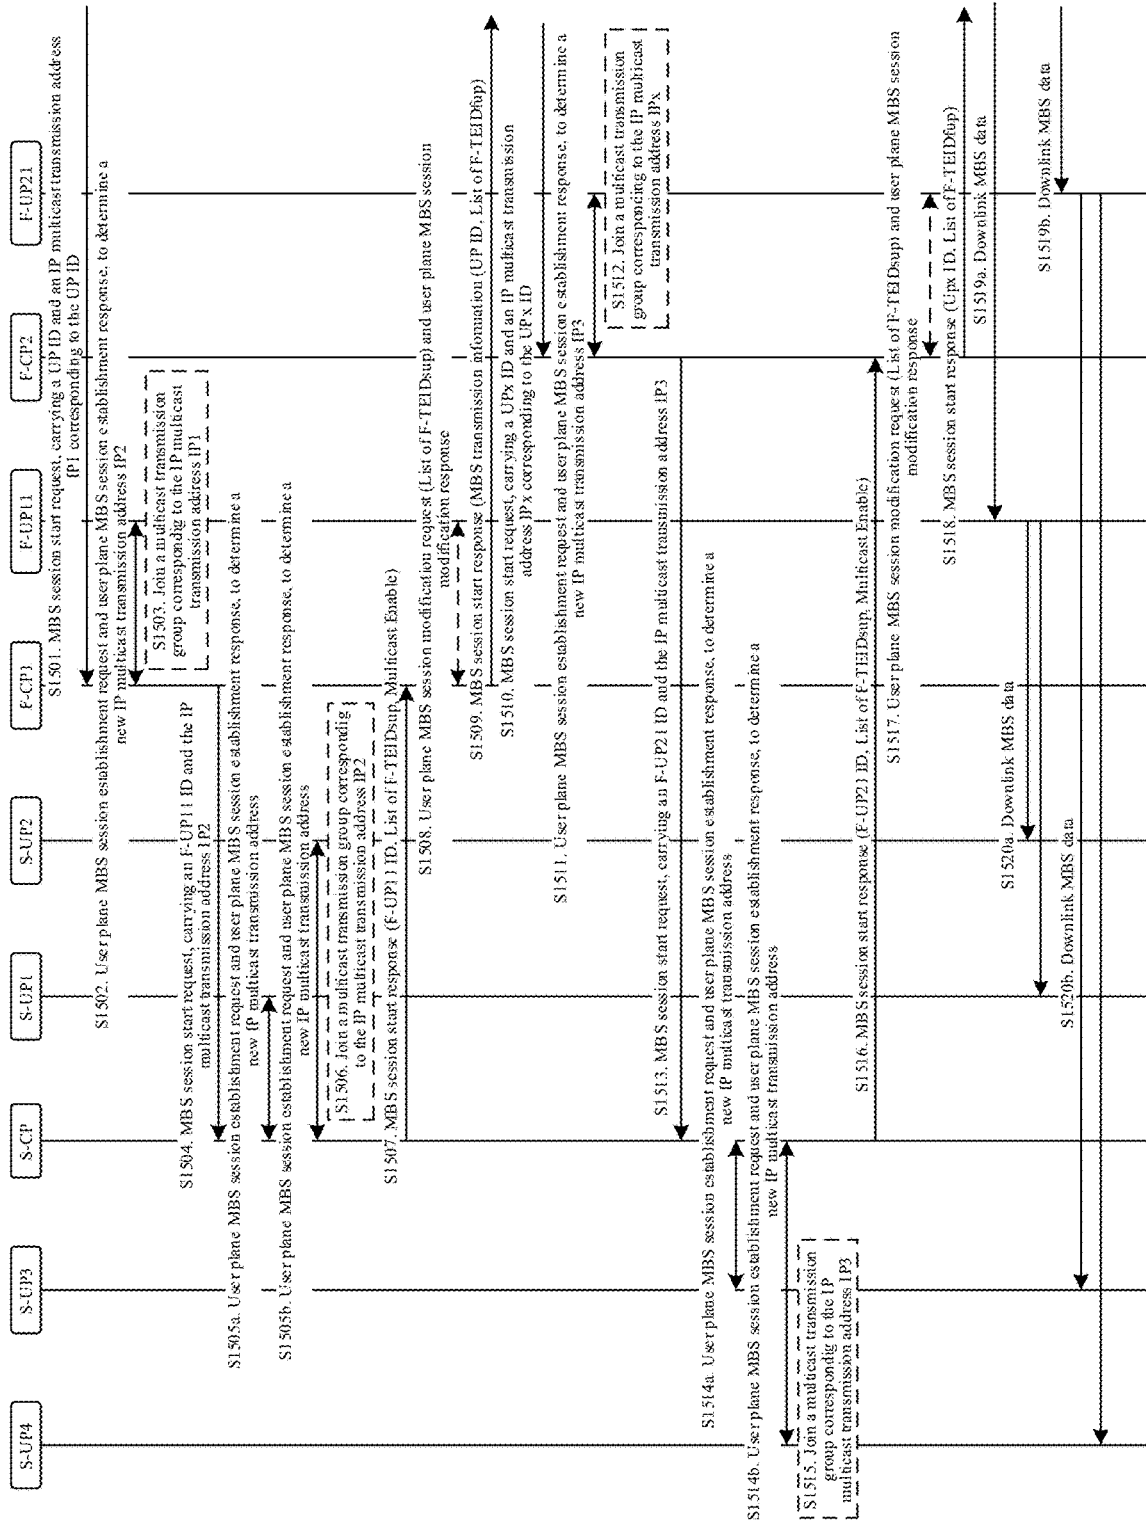 S-UP4
S-UP3
S-CP
S-UP1
S-UP2
F-CP1
F-UP11
F-CP2
F-UP21
S1501. MBS session start request, carrying a UP ID and an IP multicast transmission address
IP1 corresponding to the UP ID
S1502. User plane MBS session establishment request and user plane MBS session establishment response, to determine a
new IP multicast transmission address IP2
S1503. Join a multicast transmission
group correspondig to the IP multicast
transmission address IP1
S1504. MBS session start request, carrying an F-UP11 ID and the IP
multicast transmission address IP2
S1505a. User plane MBS session establishment request and user plane MBS session establishment response, to determine a
new IP multicast transmission address
S1505b. User plane MBS session establishment request and user plane MBS session establishment response, to determine a
new IP multicast transmission address
S1506. Join a multicast transmission group correspondig
to the IP multicast transmission address IP2
S1507. MBS session start response (F-UP11 ID, List of F-TEIDsup, Multicast Enable)
S1508. User plane MBS session modification request (List of F-TEIDsup) and user plane MBS session
modification response
S1509. MBS session start response (MBS transmission information (UP ID, List of F-TEIDfup)
S1510. MBS session start request, carrying a UPx ID and an IP multicast transmission
address IPx corresponding to the UPx ID
S1511. User plane MBS session establishment request and user plane MBS session establishment response, to determine a
new IP multicast transmission address IP3
S1512. Join a multicast transmission
group correspondig to the IP multicast
transmission address IPx
S1513. MBS session start request, carrying an F-UP21 ID and the IP multicast transmission address IP3
S1514a. User plane MBS session establishment request and user plane MBS session establishment response, to determine a
new IP multicast transmission address
S1514b. User plane MBS session establishment request and user plane MBS session establishment response, to determine a
new IP multicast transmission address
S1515. Join a multicast transmission
group correspondig to the IP
multicast transmission address IP3
S1516. MBS session start response (F-UP21 ID, List of F-TEIDsup, Multicast Enable)
S1517. User plane MBS session modification request (List of F-TEIDsup) and user plane MBS session
modification response
S1518. MBS session start response (Upx ID, List of F-TEIDfup)
S1519a. Downlink MBS data
S1520a. Downlink MBS data
S1519b. Downlink MBS data
S1520b. Downlink MBS data